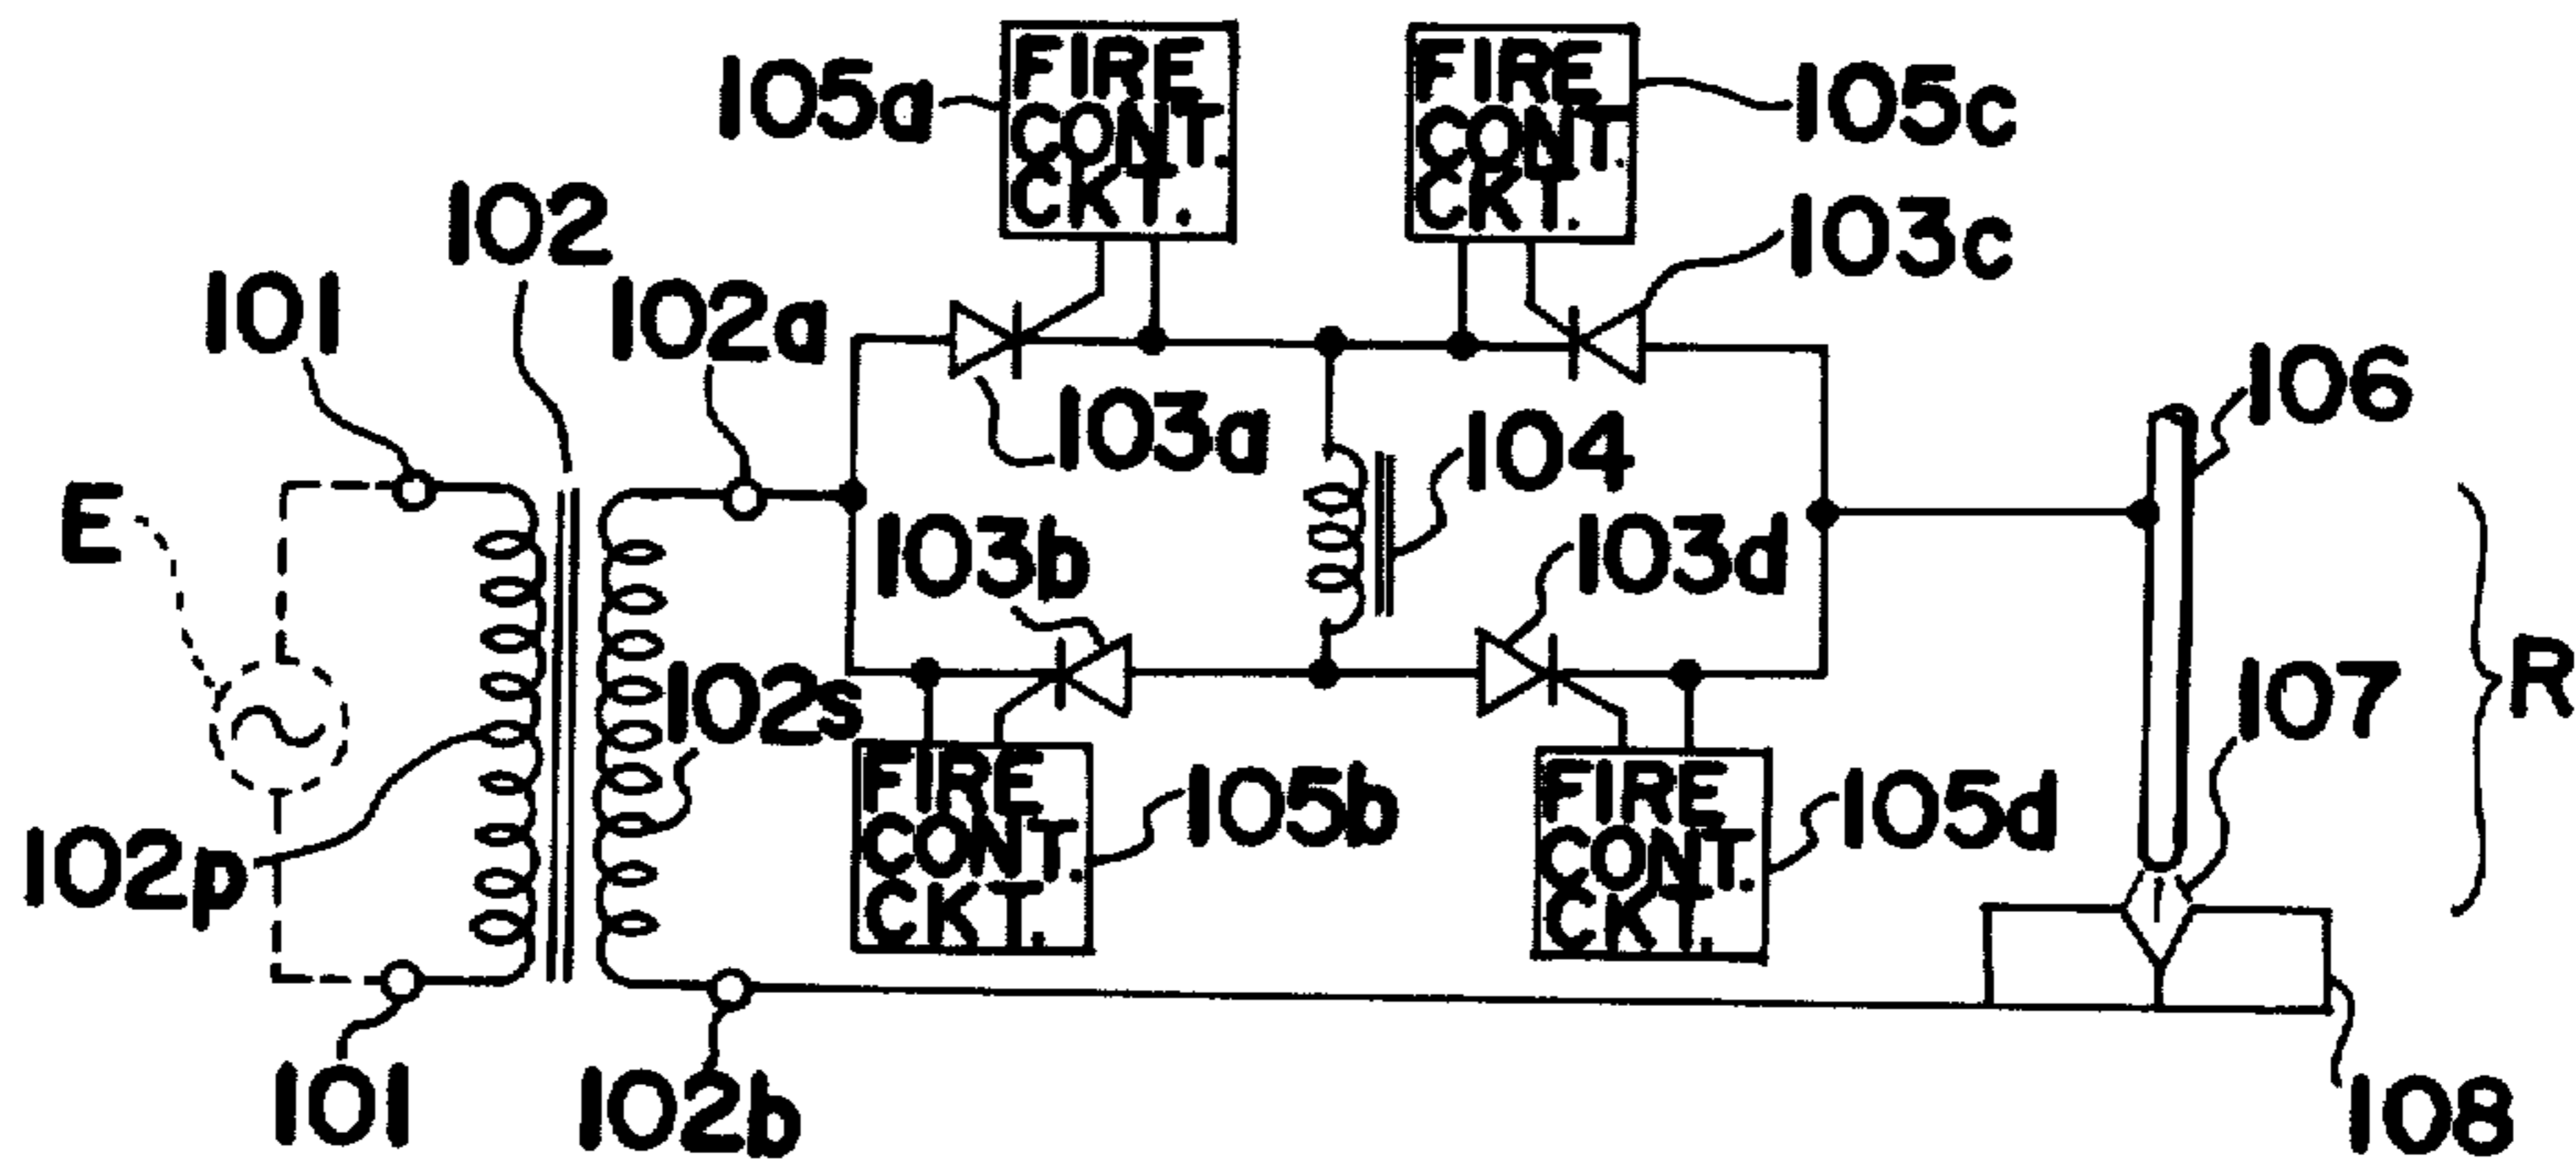 FIRE
CONT.
CKT.
105a
FIRE
CONT.
CKT.
105c
102
103c
101
102a
106
103a
104
E
103b
103d
102s
R
107
FIRE
CONT.
CKT.
105b
FIRE
CONT.
CKT.
105d
102p
101
102b
108